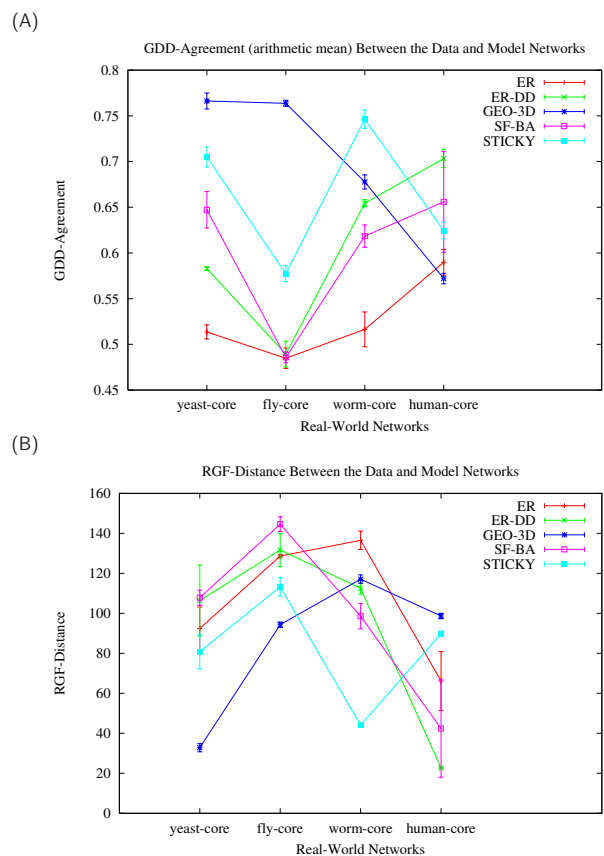 (A)
GDD-Agreement (arithmetic mean) Between the Data and Model Networks
0.8
0.75
0.7
0.65
0.6
0.55
0.5
0.45
GDD-Agreement
ER
ER-DD
GEO-3D
SF-BA
STICKY
yeast-core fly-core worm-core human-core
Real-World Networks
(B)
RGF-Distance Between the Data and Model Networks
160
140
120
100
80
60
40
20
0
RGF-Distance
ER
ER-DD
GEO-3D
SF-BA
STICKY
yeast-core fly-core worm-core human-core
Real-World Networks